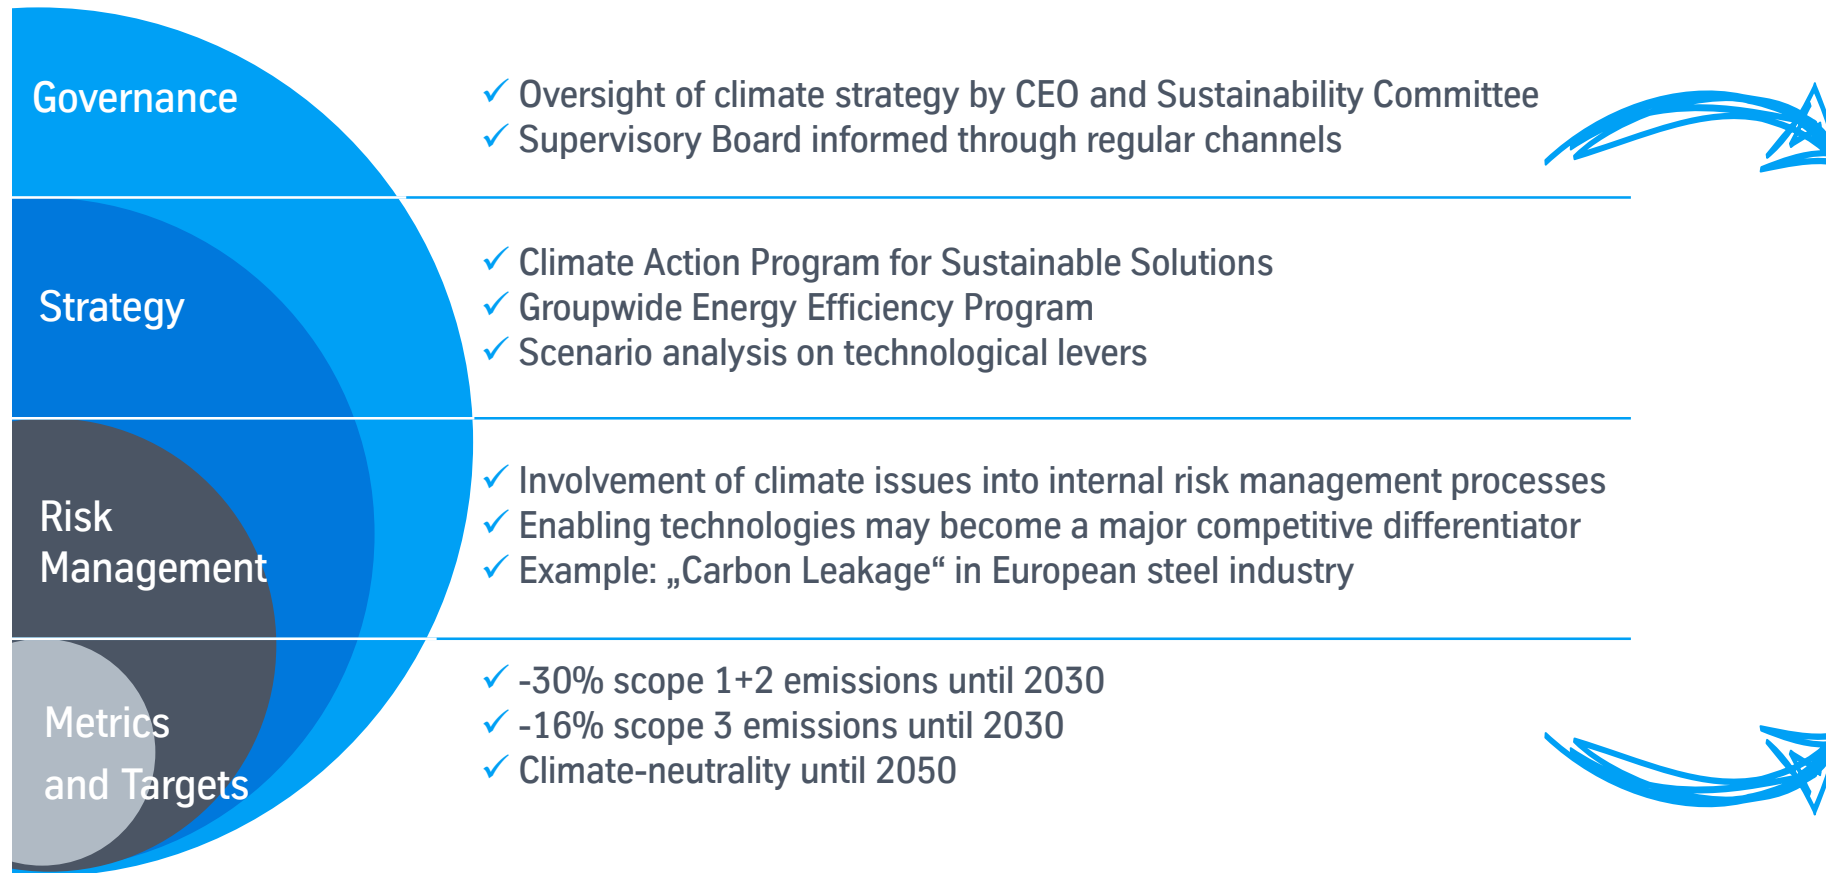 Governance
✓ Oversight of climate strategy by CEO and Sustainability Committee
✓ Supervisory Board informed through regular channels
Strategy
✓ Climate Action Program for Sustainable Solutions
✓ Groupwide Energy Efficiency Program
✓ Scenario analysis on technological levers
Risk
Management
✓ Involvement of climate issues into internal risk management processes
✓ Enabling technologies may become a major competitive differentiator
✓ Example: „Carbon Leakage“ in European steel industry
Metrics
and Targets
✓ -30% scope 1+2 emissions until 2030
✓ -16% scope 3 emissions until 2030
✓ Climate-neutrality until 2050